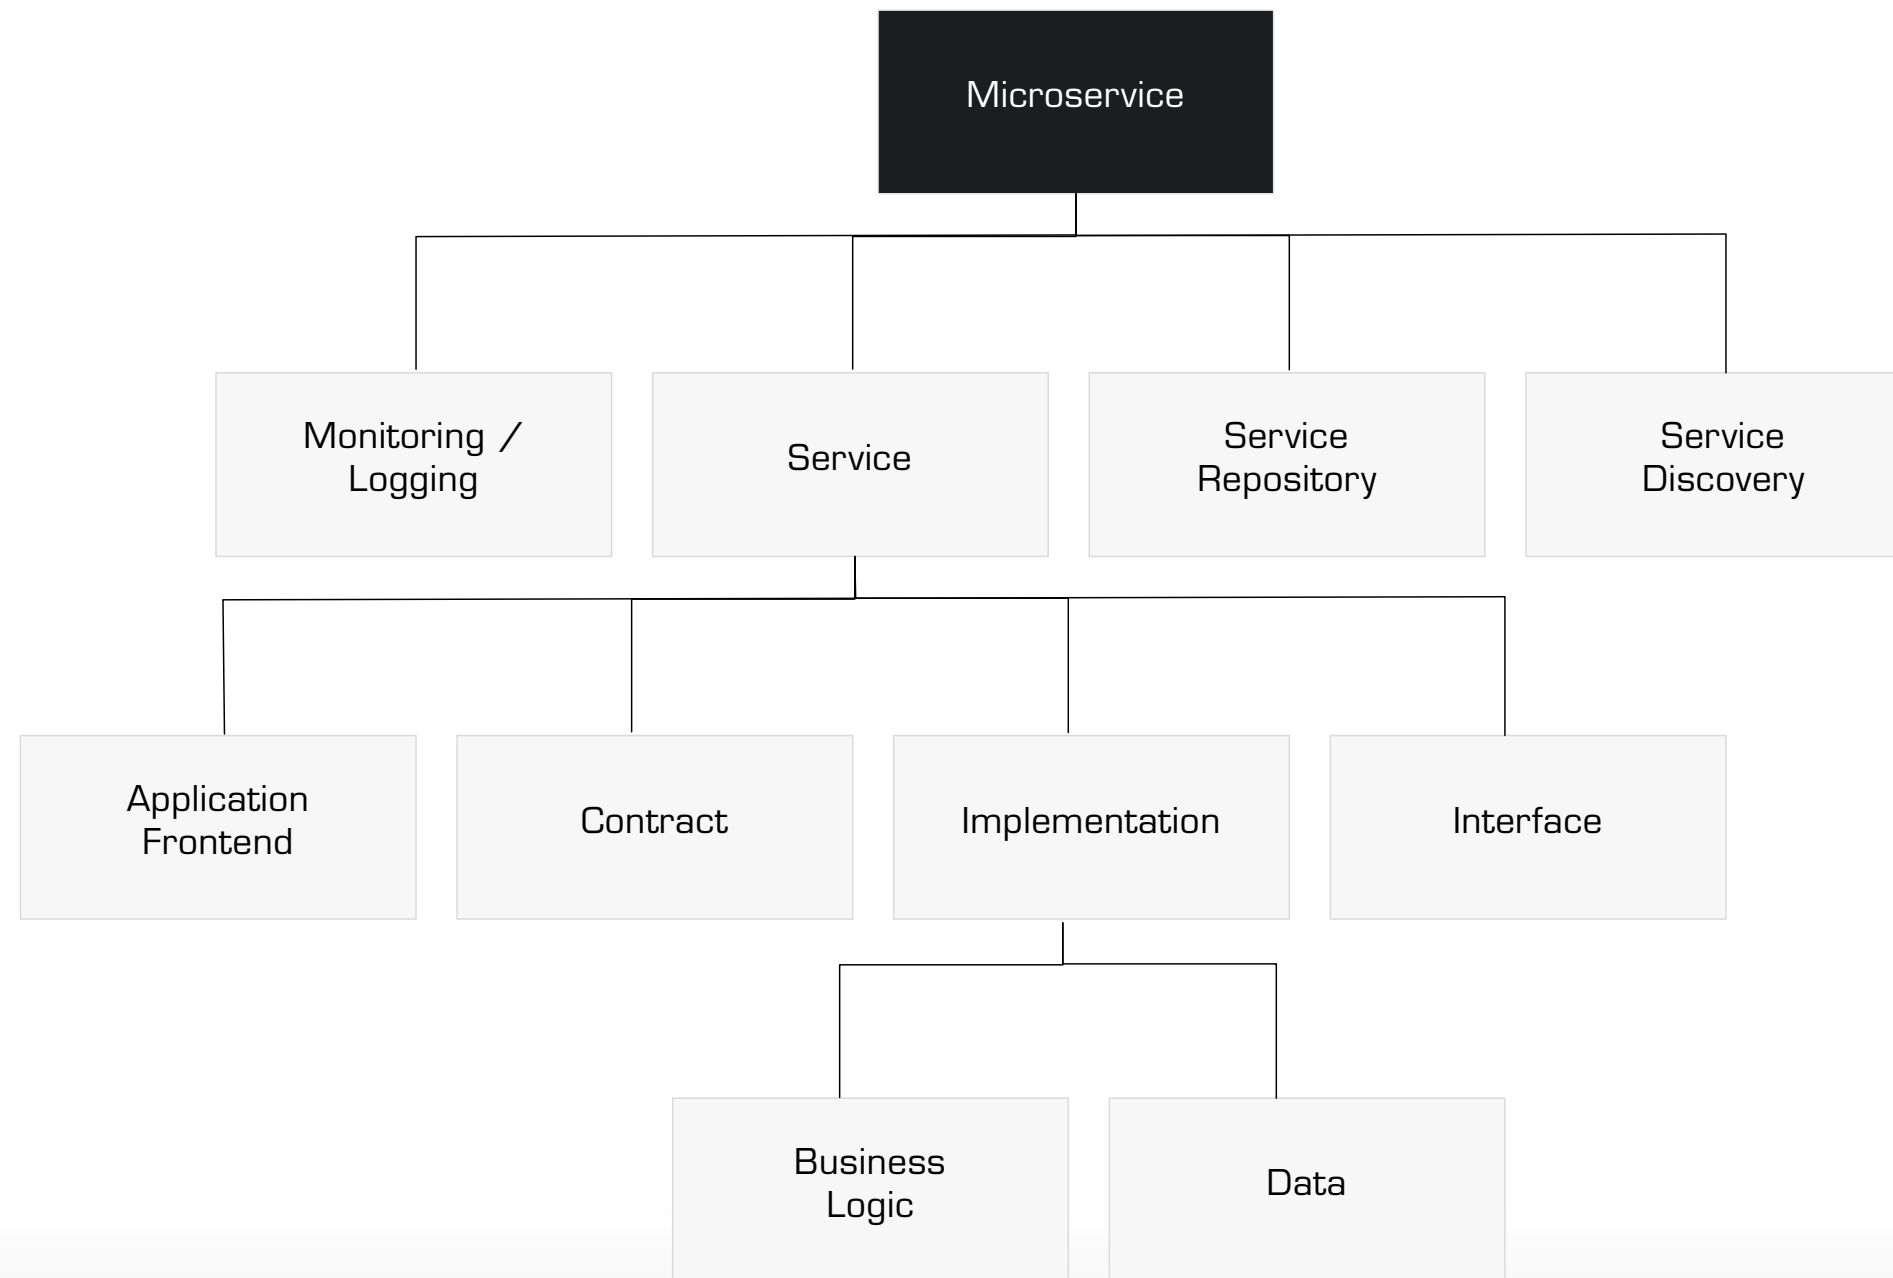 Microservice
Monitoring /
Logging
Service
Service
Repository
Service
Discovery
Application
Frontend
Contract
Implementation
Interface
Business
Logic
Data